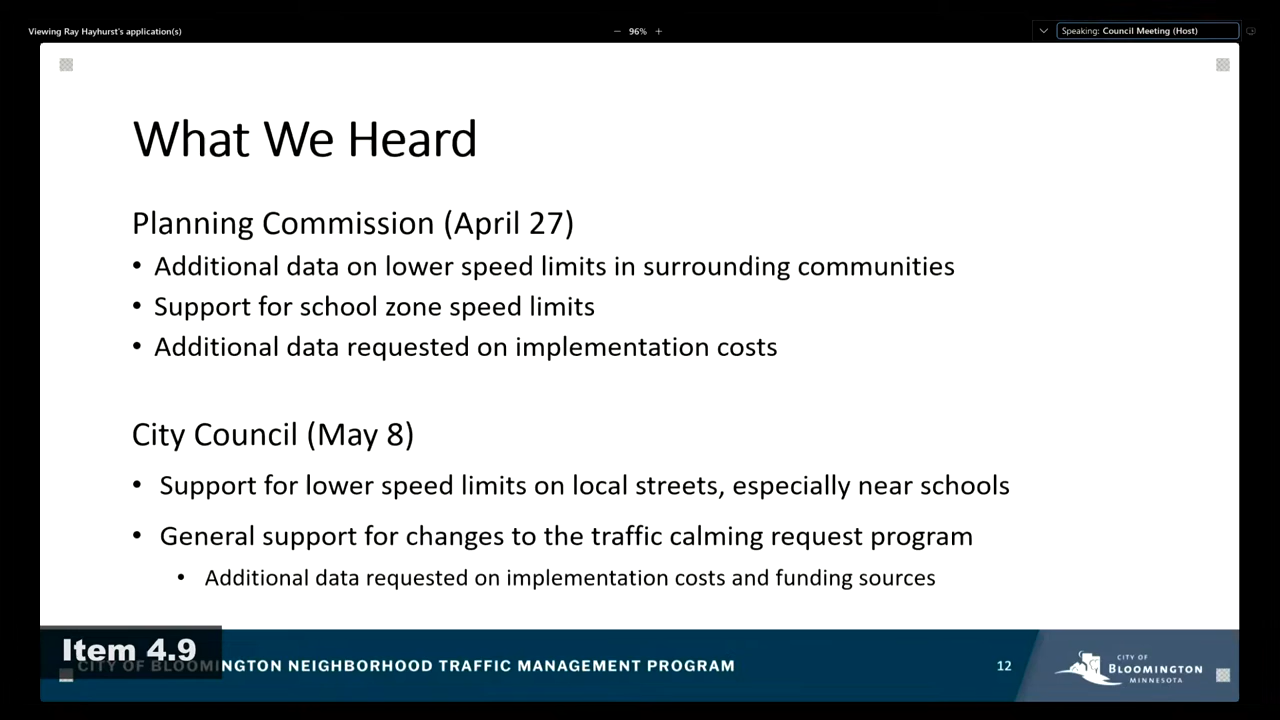 Viewing Ray Hayhurst's application(s)
− 96% +
Speaking: Council Meeting (Host)
What We Heard
Planning Commission (April 27)
• Additional data on lower speed limits in surrounding communities
• Support for school zone speed limits
• Additional data requested on implementation costs
City Council (May 8)
• Support for lower speed limits on local streets, especially near schools
• General support for changes to the traffic calming request program
• Additional data requested on implementation costs and funding sources
Item 4.9
CITY OF BLOOMINGTON NEIGHBORHOOD TRAFFIC MANAGEMENT PROGRAM
12
CITY OF
BLOOMINGTON
MINNESOTA